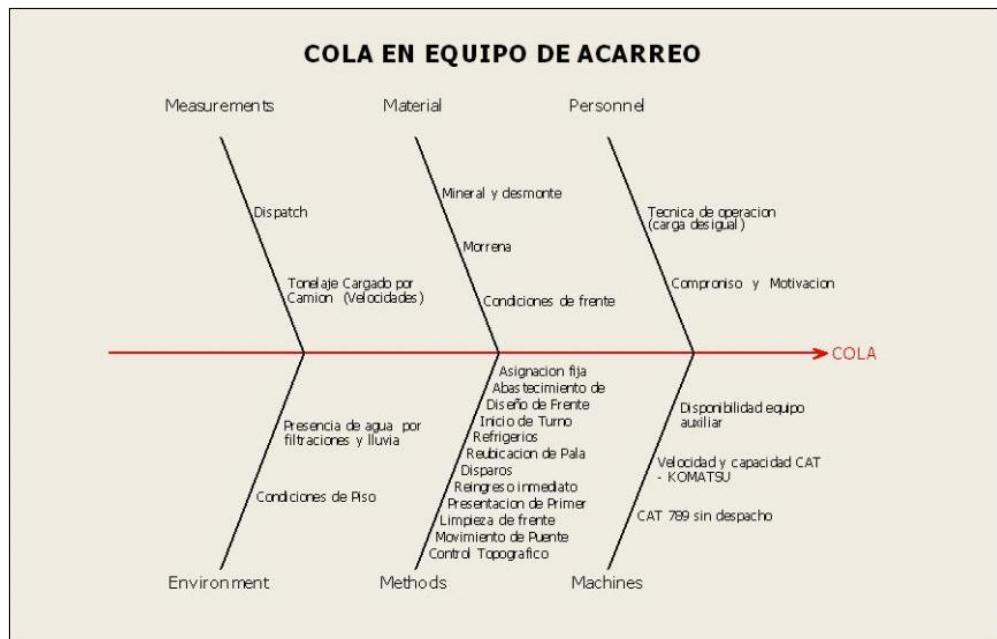 COLA EN EQUIPO DE ACARREO
Measurements
Material
Personnel
Dispatch
Tonelaje Cargado por
Camion (Velocidades)
Mineral y desmonte
Morrena
Condiciones de frente
Tecnica de operacion
(carga desigual)
Comproniso y Motivacion
COLA
Presencia de agua por
filtraciones y lluvia
Condiciones de Piso
Asignacion fija
Abastecimiento de
Diseño de Frente
Inicio de Turno
Refrigerios
Reubicacion de Pala
Disparos
Reingreso inmediato
Presentacion de Primer
Limpieza de frente
Movimiento de Puente
Control Topografico
Disponibilidad equipo
auxiliar
Velocidad y capacidad CAT
- KOMATSU
CAT 789 sin despacho
Environment
Methods
Machines